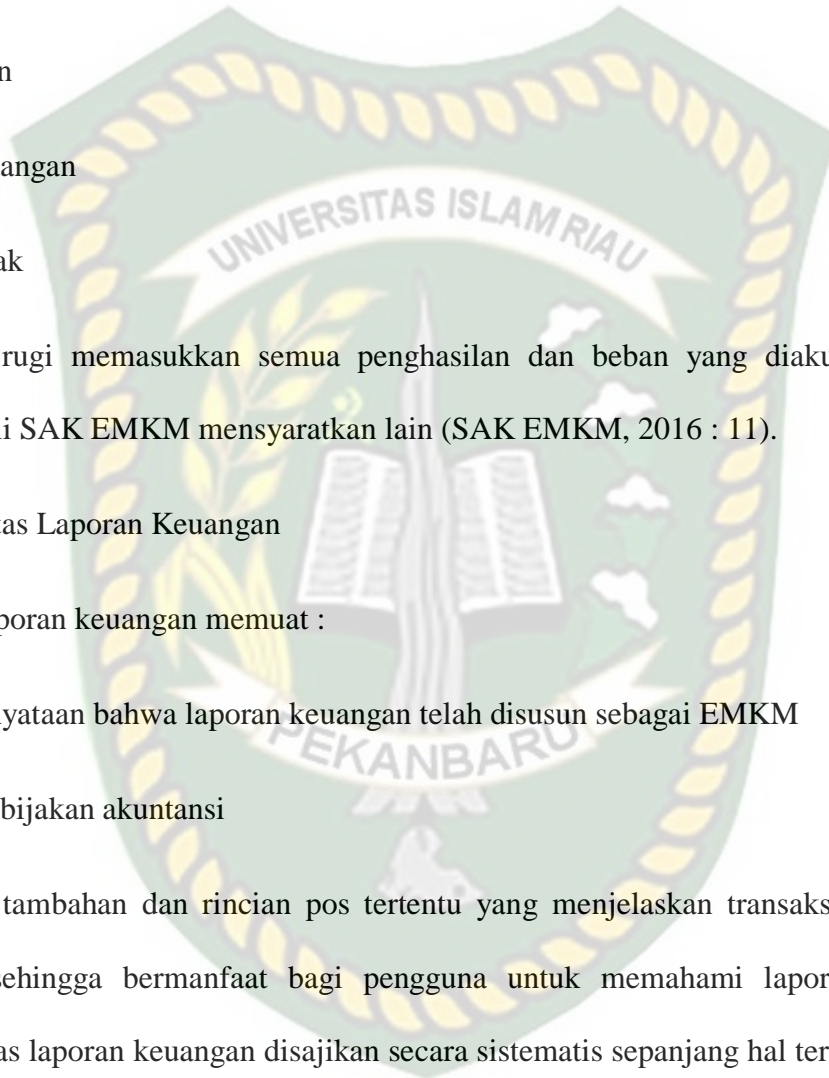 n
angan
UNIVERSITAS ISLAM RIAU
ak
rugi memasukkan semua penghasilan dan beban yang diaku
i SAK EMKM mensyaratkan lain (SAK EMKM, 2016 : 11).
tas Laporan Keuangan
poran keuangan memuat :
nyataan bahwa laporan keuangan telah disusun sebagai EMKM
PEKANBARU
bijakan akuntansi
tambahan dan rincian pos tertentu yang menjelaskan transaks
sehingga bermanfaat bagi pengguna untuk memahami lapor
as laporan keuangan disajikan secara sistematis sepanjang hal ter